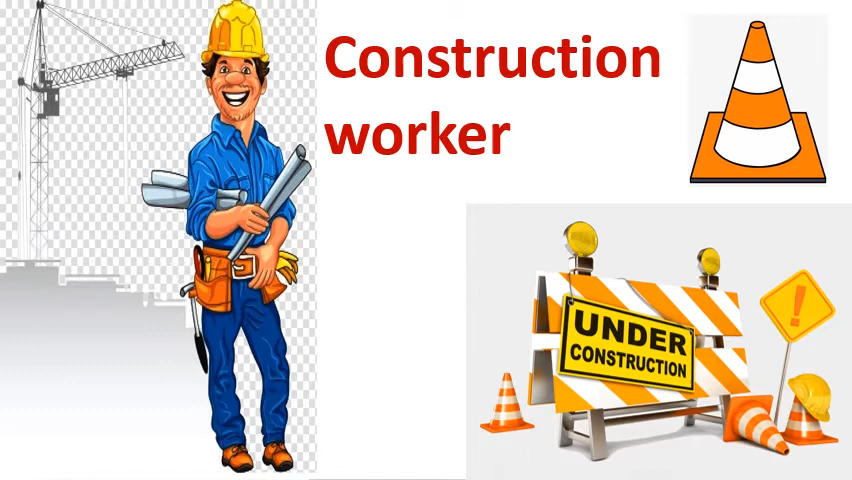 Construction
worker
UNDER
CONSTRUCTION
!